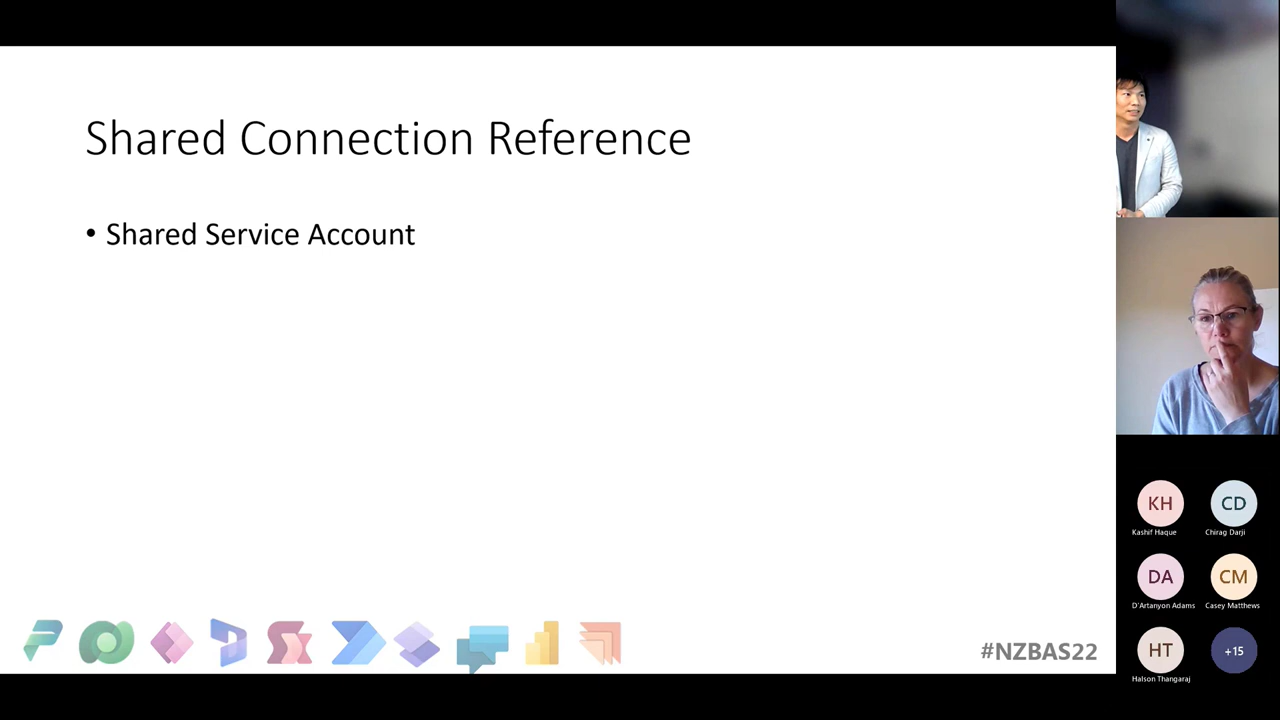 Shared Connection Reference
• Shared Service Account
#NZBAS22
KH
CD
Kashif Haque
Chirag Darji
DA
CM
D'Artanyon Adams
Casey Matthews
HT
+15
Halson Thangaraj